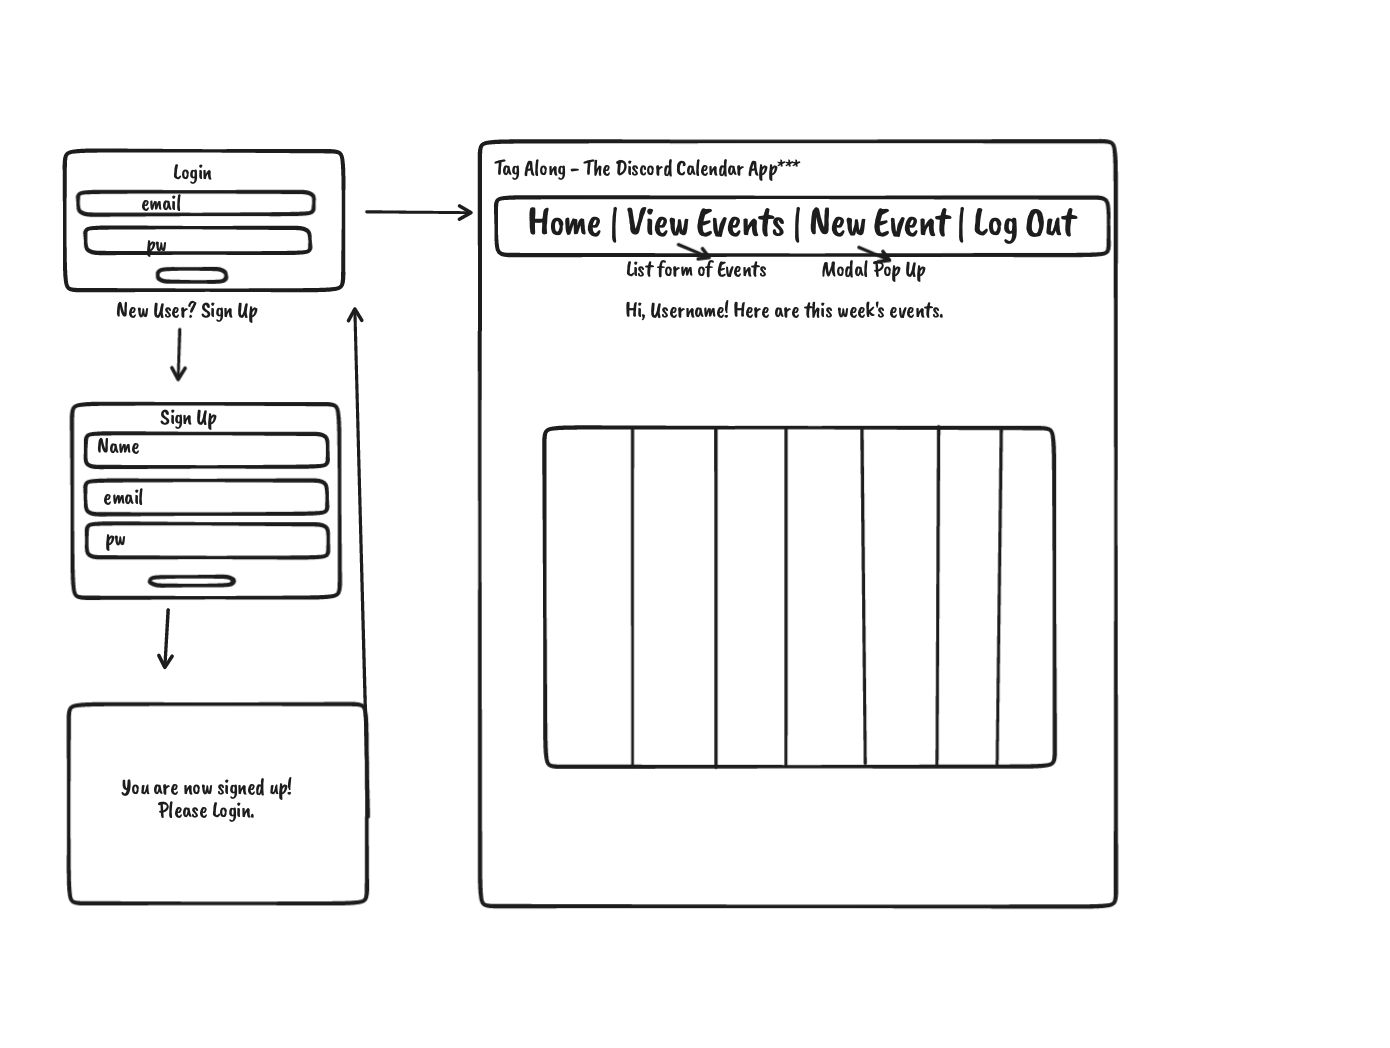 Login
email
pw
New User? Sign Up
Sign Up
Name
email
pw
You are now signed up!
Please Login.
Tag Along - The Discord Calendar App***
Home | View Events | New Event | Log Out
List form of Events
Modal Pop Up
Hi, Username! Here are this week's events.